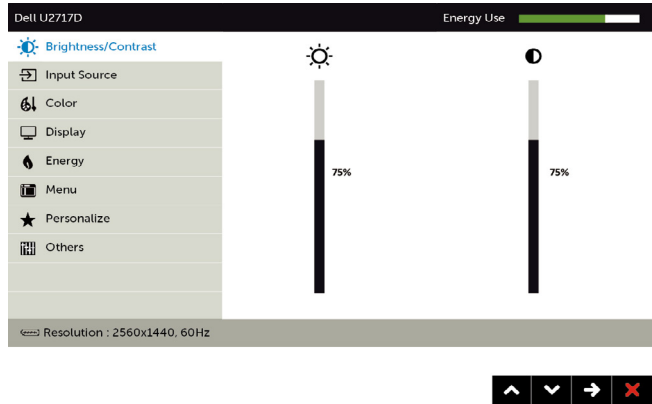 Dell U2717D
Energy Use
Brightness/Contrast
Input Source
Color
Display
Energy
Menu
Personalize
Others
75%
75%
Resolution : 2560x1440, 60Hz